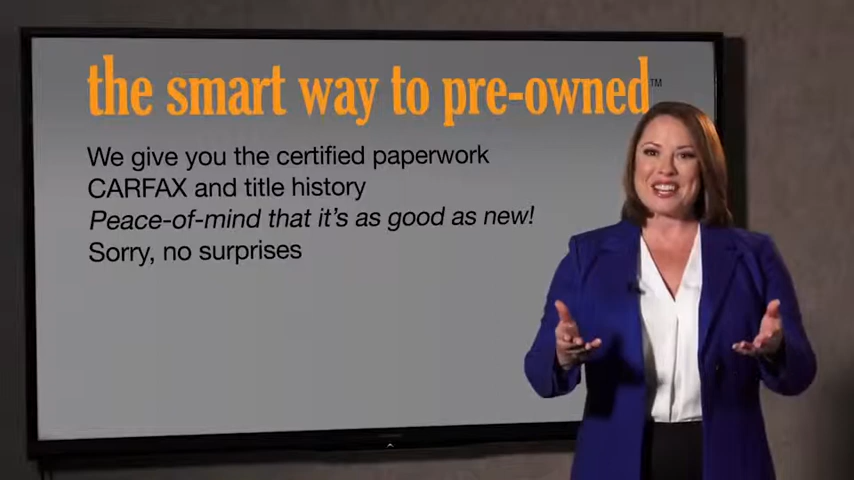 the smart way to pre-owned™
We give you the certified paperwork
CARFAX and title history
Peace-of-mind that it's as good as new!
Sorry, no surprises